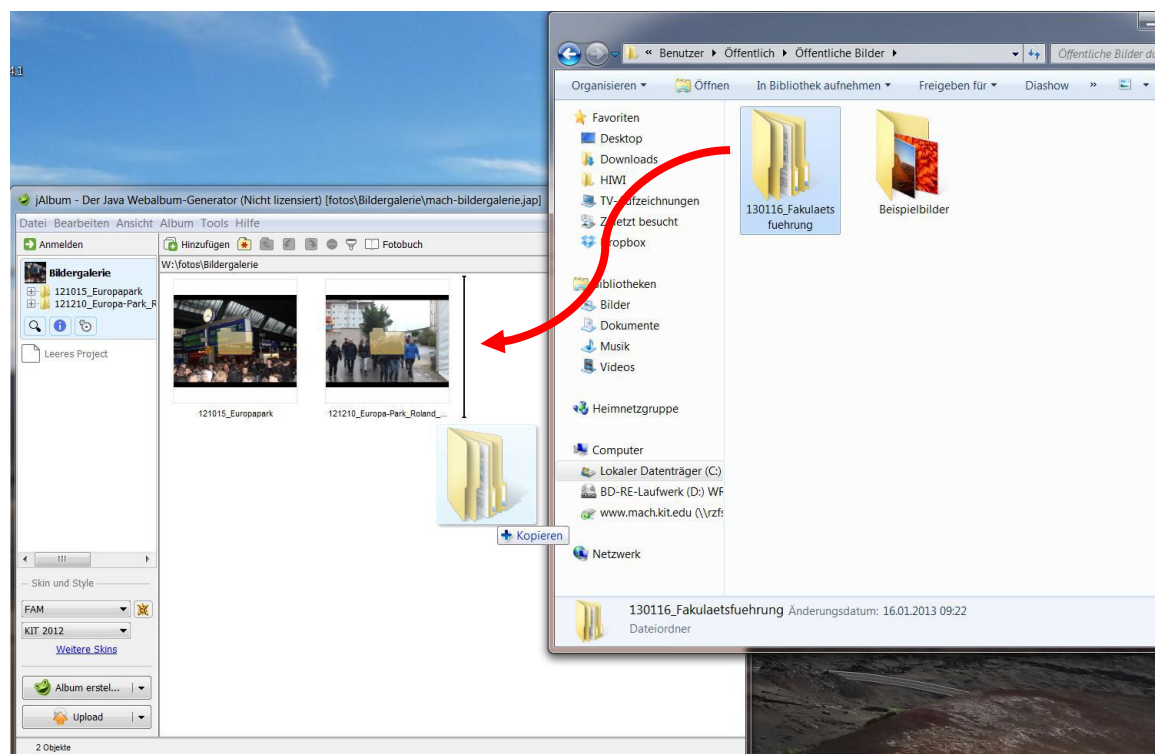 41
« Benutzer ▸ Öffentlich ▸ Öffentliche Bilder ▸
Öffentliche Bilder du
Organisieren ▾ Öffnen In Bibliothek aufnehmen ▾ Freigeben für ▾ Diashow »
Favoriten
Desktop
Downloads
HIWI
TV-Aufzeichnungen
Zuletzt besucht
Dropbox
Bibliotheken
Bilder
Dokumente
Musik
Videos
Heimnetzgruppe
Computer
Lokaler Datenträger (C:)
BD-RE-Laufwerk (D:) WR
www.mach.kit.edu (\\rzfs
Netzwerk
130116_Fakulaets
fuehrung
Beispielbilder
130116_Fakulaetsfuehrung Änderungsdatum: 16.01.2013 09:22
Dateiordner
jAlbum - Der Java Webalbum-Generator (Nicht lizensiert) [fotos\Bildergalerie\mach-bildergalerie.jap]
Datei Bearbeiten Ansicht Album Tools Hilfe
Anmelden
Hinzufügen Fotobuch
W:\fotos\Bildergalerie
Bildergalerie
121015_Europapark
121210_Europa-Park_R
Leeres Project
121015_Europapark
121210_Europa-Park_Roland_...
Kopieren
Skin und Style
FAM
KIT 2012
Weitere Skins
Album erstel...
Upload
2 Objekte